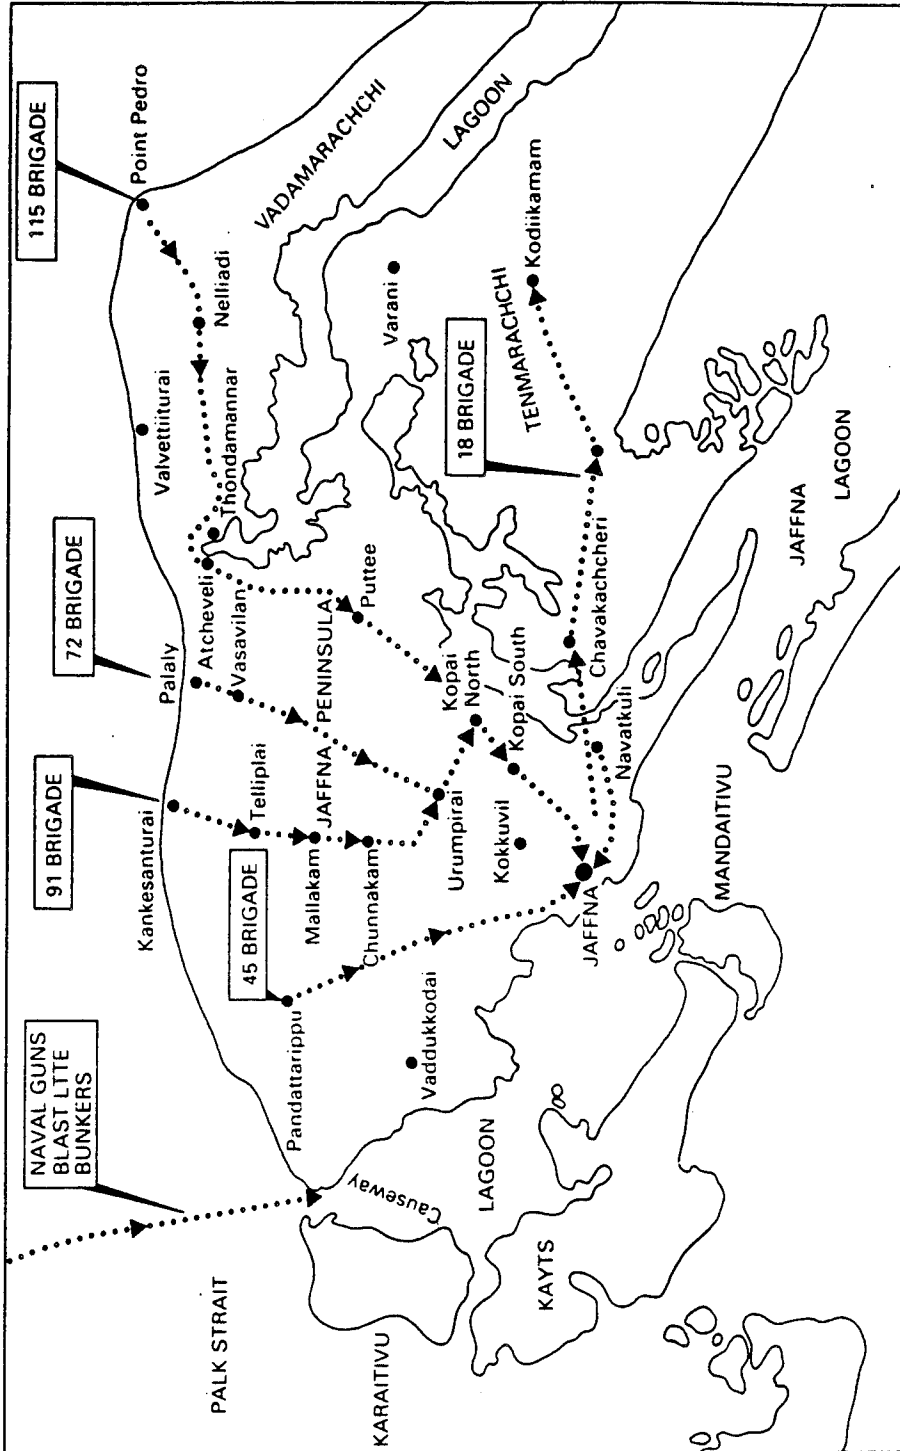 NAVAL GUNS
BLAST LTTE
BUNKERS
91 BRIGADE
72 BRIGADE
115 BRIGADE
Kankesanturai
Palaly
Valvettiiturai
Point Pedro
PALK STRAIT
Pandattarippu
45 BRIGADE
Telliplai
Atcheveli
Vasavilan
Thondamannar
Nelliadi
VADAMARACHCHI
KARAITIVU
Causeway
Mallakam
JAFFNA PENINSULA
Chunnakam
Puttee
Varani
LAGOON
Vaddukkodai
Urumpirai
Kopai
North
18 BRIGADE
TENMARACHCHI
Kodiikamam
LAGOON
Kokkuvil
Kopai South
KAYTS
JAFFNA
Navatkuli
Chavakachcheri
MANDAITIVU
JAFFNA
LAGOON